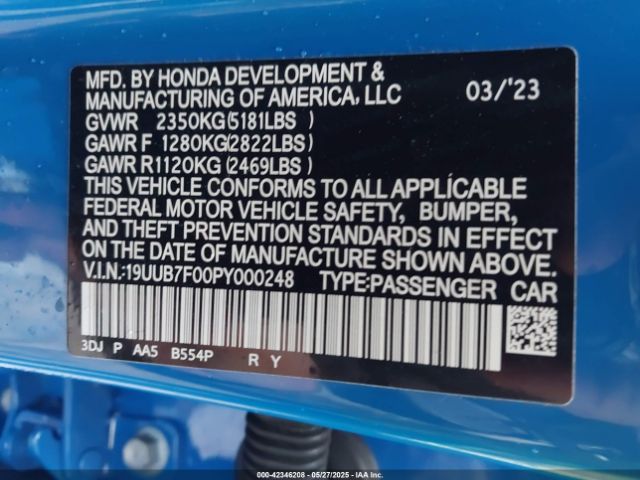 MFD. BY HONDA DEVELOPMENT &
MANUFACTURING OF AMERICA, LLC 03/'23
GVWR 2350KG(5181LBS )
GAWR F 1280KG(2822LBS)
GAWR R1120KG (2469LBS)
THIS VEHICLE CONFORMS TO ALL APPLICABLE
FEDERAL MOTOR VEHICLE SAFETY, BUMPER,
AND THEFT PREVENTION STANDARDS IN EFFECT
ON THE DATE OF MANUFACTURE SHOWN ABOVE.
V.I.N.:19UUB7F00PY000248 TYPE:PASSENGER CAR
3DJ P AA5 B554P R Y
000-42346208 - 05/27/2025 - IAAI Inc.